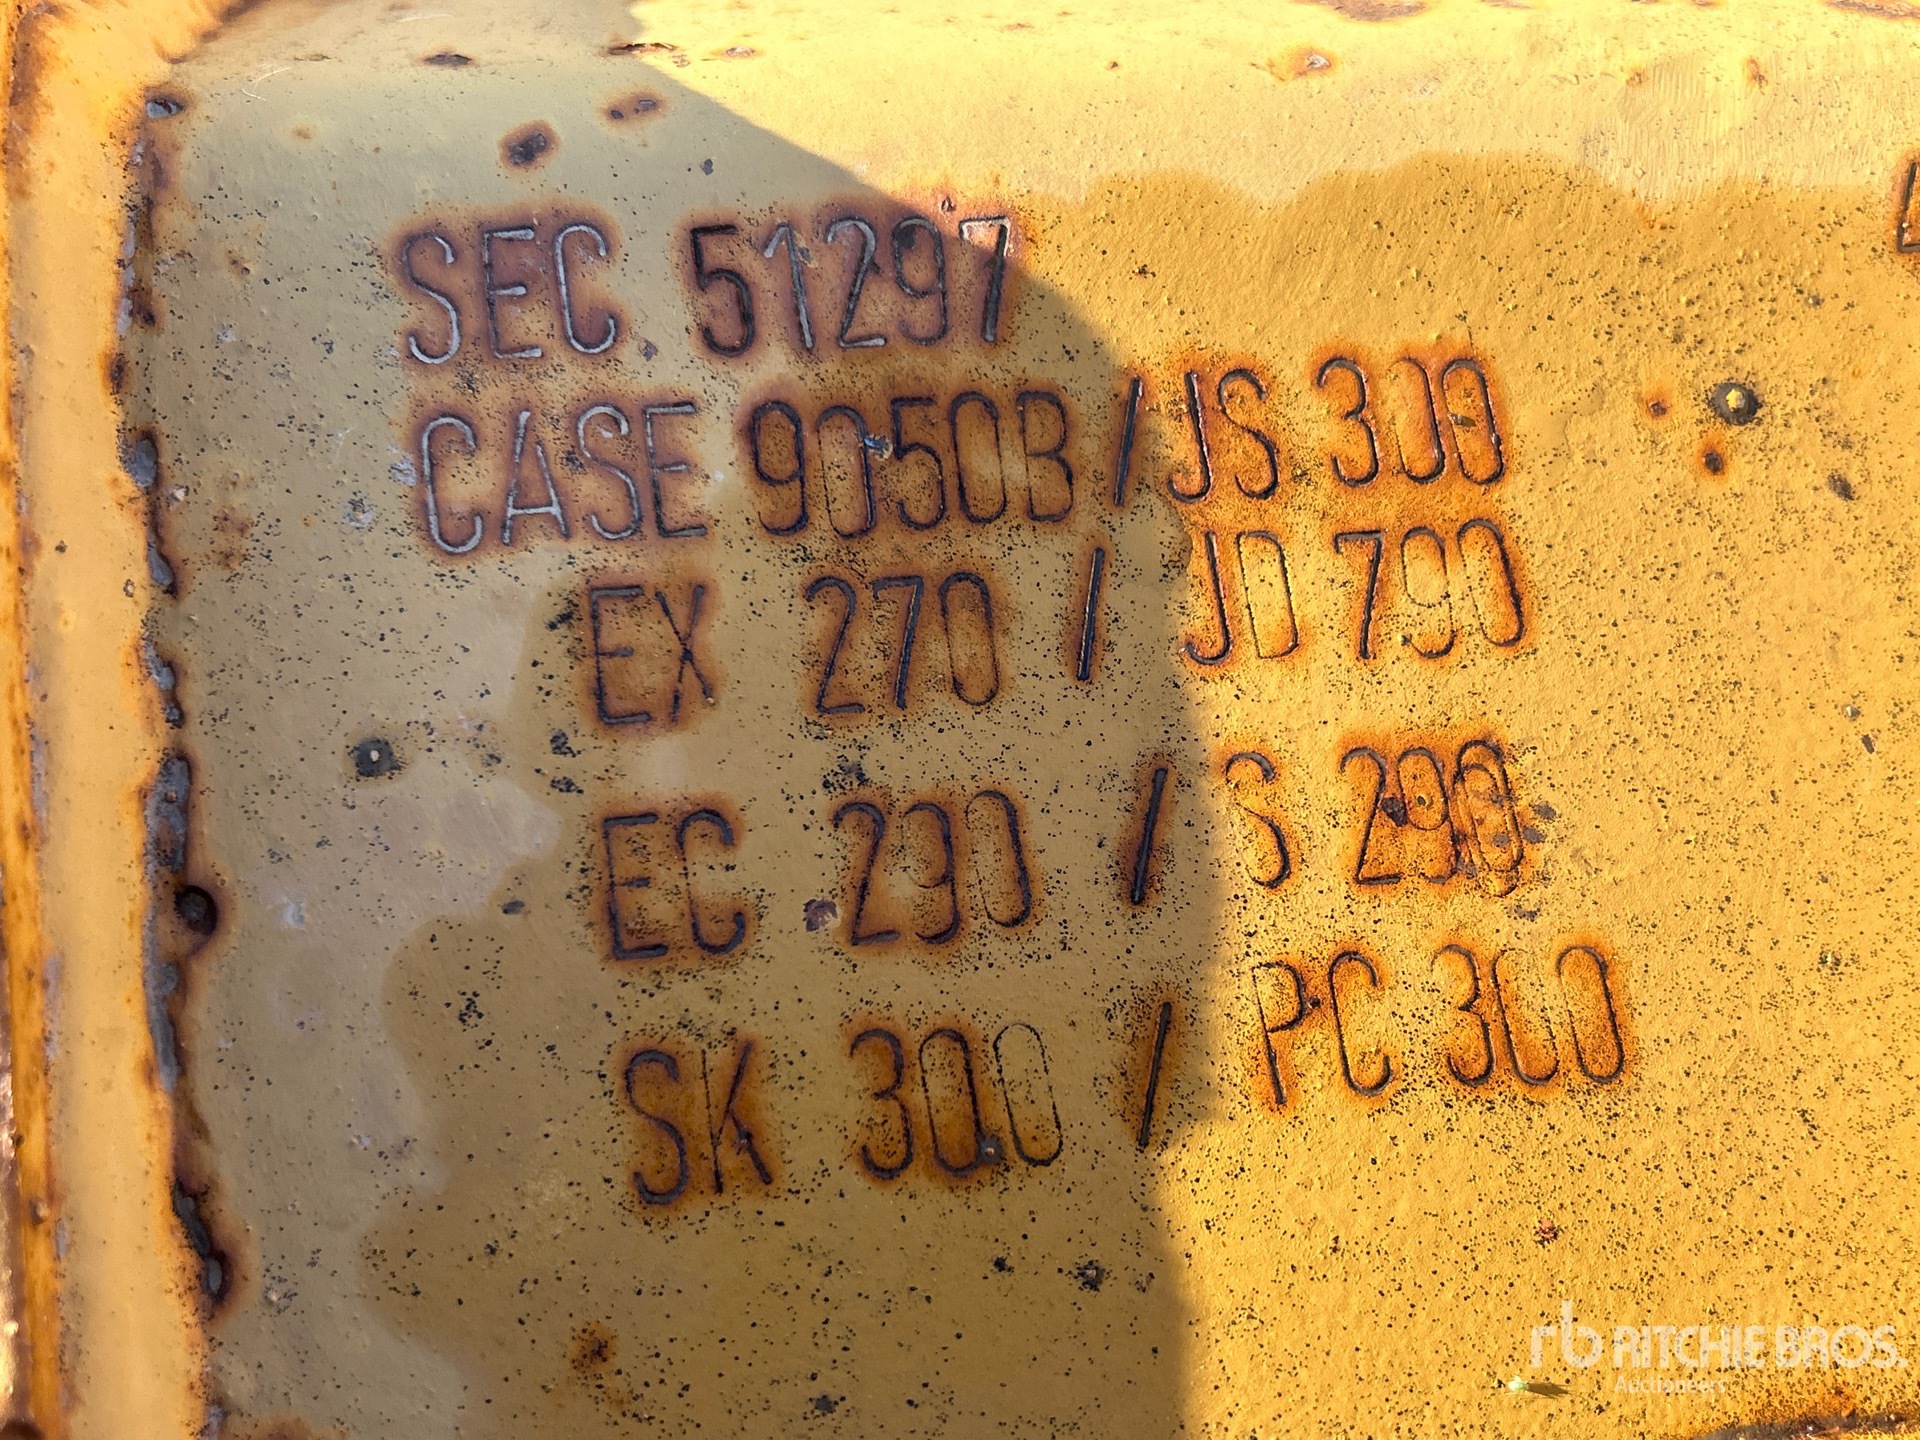 SEC 51297
CASE 9050B / JS 300
EX 270 / JD 790
EC 290 / S 290
SK 300 / PC 300
rb RITCHIE BROS.
Auctioneers